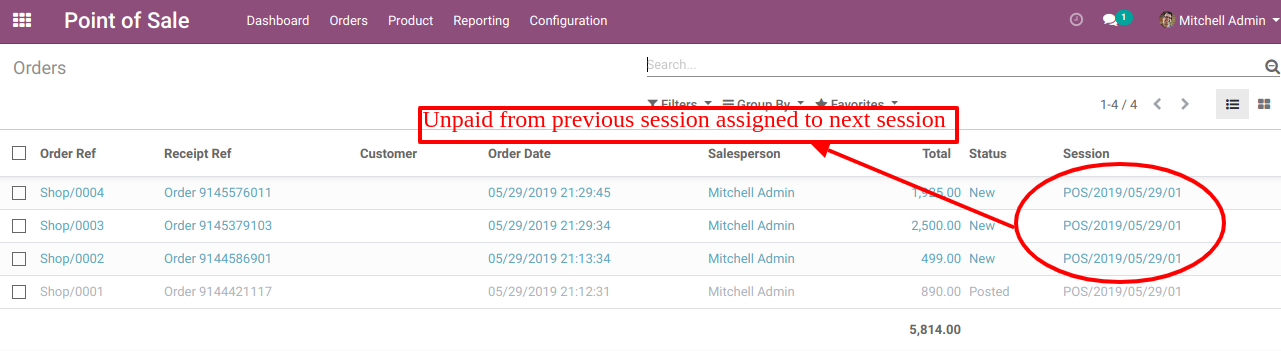 Point of Sale Dashboard Orders Product Reporting Configuration 1 Mitchell Admin
Orders Search...
Filters Group By Favorites 1-4 / 4
Unpaid from previous session assigned to next session
Order Ref Receipt Ref Customer Order Date Salesperson Total Status Session
Shop/0004 Order 9145576011 05/29/2019 21:29:45 Mitchell Admin 1,925.00 New POS/2019/05/29/01
Shop/0003 Order 9145379103 05/29/2019 21:29:34 Mitchell Admin 2,500.00 New POS/2019/05/29/01
Shop/0002 Order 9144586901 05/29/2019 21:13:34 Mitchell Admin 499.00 New POS/2019/05/29/01
Shop/0001 Order 9144421117 05/29/2019 21:12:31 Mitchell Admin 890.00 Posted POS/2019/05/29/01
5,814.00